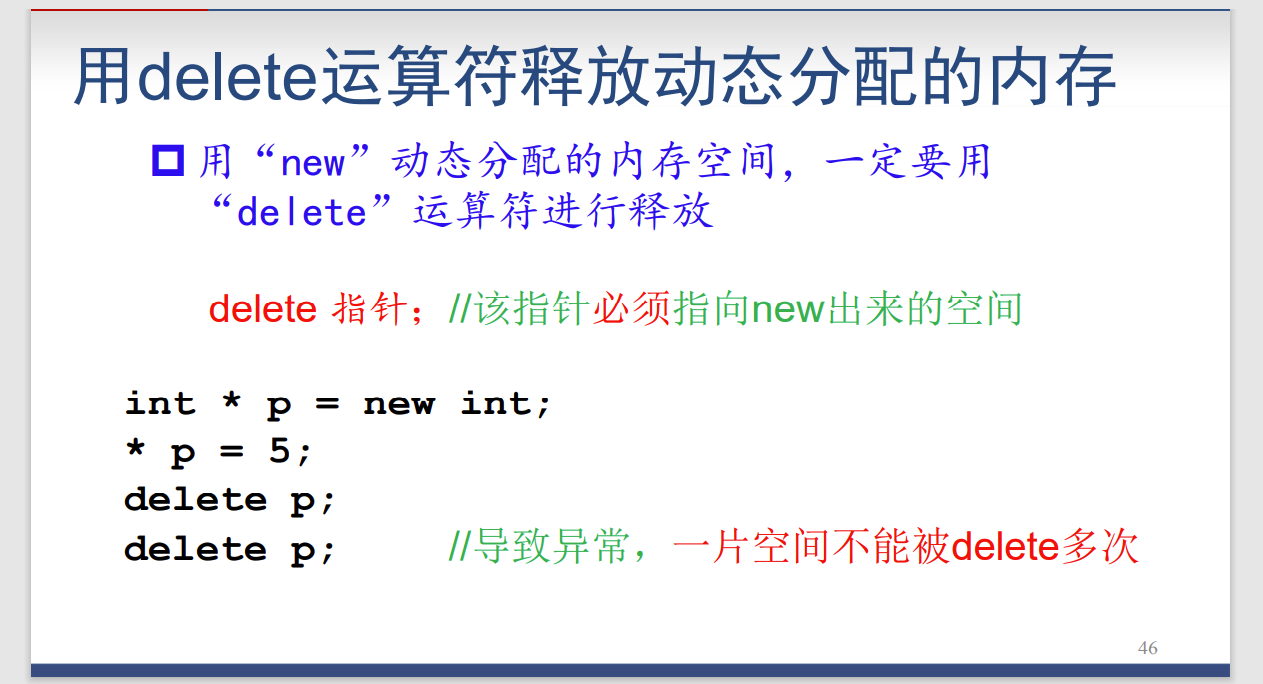 用delete运算符释放动态分配的内存
用“new”动态分配的内存空间，一定要用
“delete”运算符进行释放
delete 指针；//该指针必须指向new出来的空间
int * p = new int;
* p = 5;
delete p;
delete p; //导致异常，一片空间不能被delete多次
46